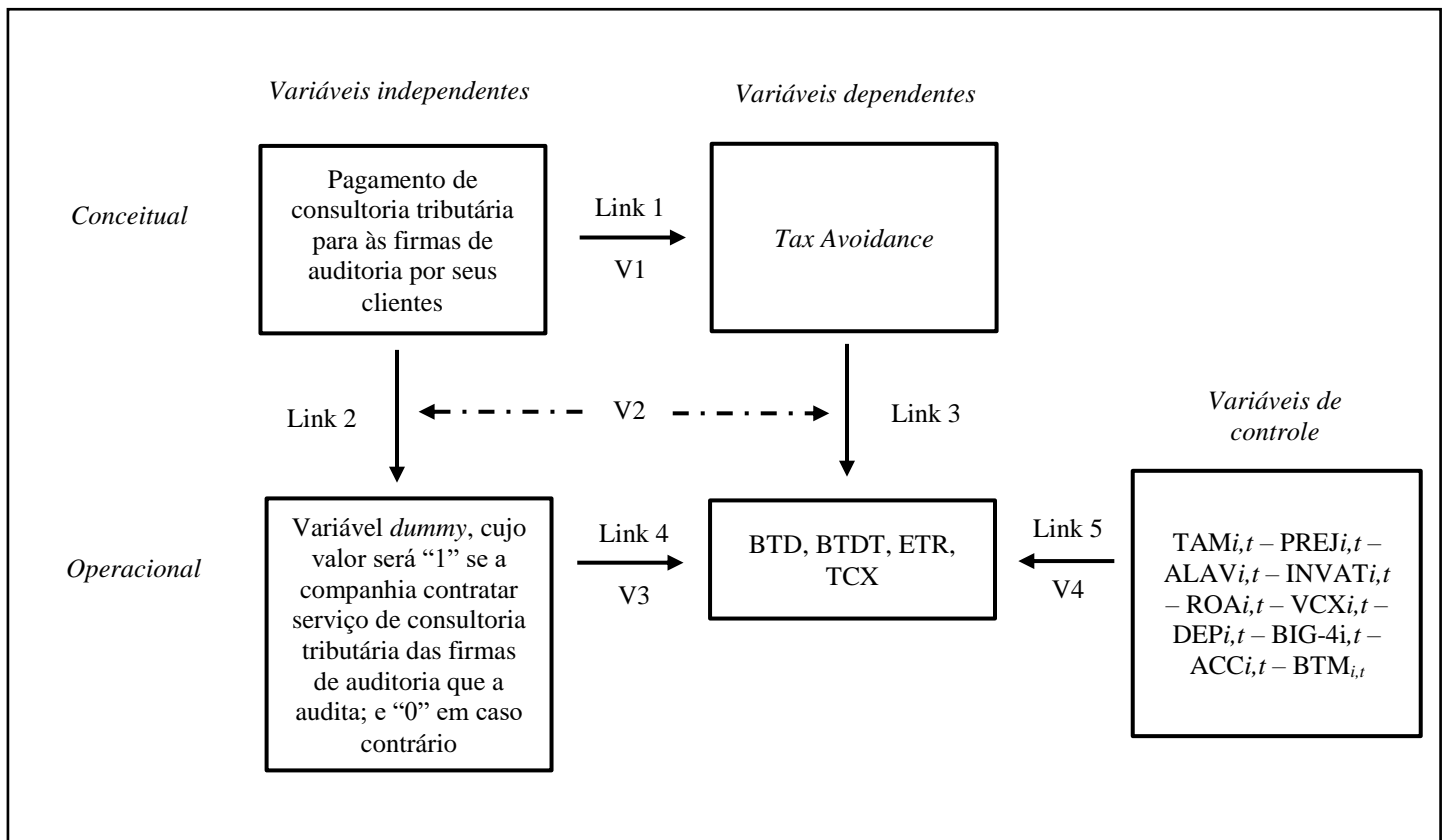 Variáveis independentes
Variáveis dependentes
Conceitual
Pagamento de
consultoria tributária
para às firmas de
auditoria por seus
clientes
Link 1
V1
Tax Avoidance
Link 2
V2
Link 3
Variáveis de
controle
Operacional
Variável dummy, cujo
valor será “1” se a
companhia contratar
serviço de consultoria
tributária das firmas
de auditoria que a
audita; e “0” em caso
contrário
Link 4
V3
BTD, BTDT, ETR,
TCX
Link 5
V4
TAMi,t – PREJi,t –
ALAVi,t – INVATi,t
– ROAi,t – VCXi,t –
DEPi,t – BIG-4i,t –
ACCi,t – BTMi,t